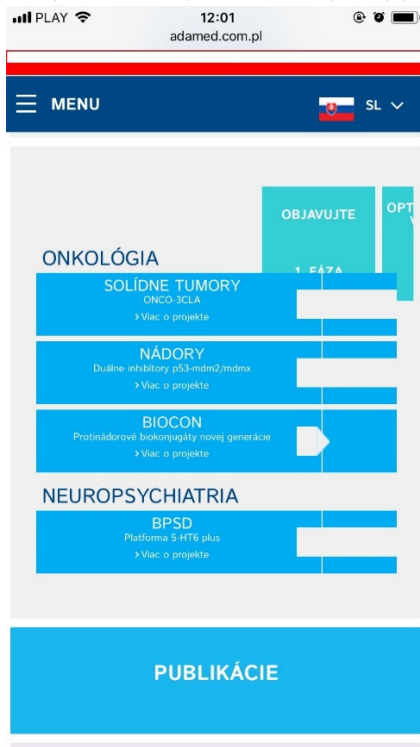 PLAY 12:01
adamed.com.pl
MENU SL
OBJAVUJTE OPT
1. FÁZA
ONKOLÓGIA
SOLÍDNE TUMORY
ONCO-3CLA
> Viac o projekte
NÁDORY
Duálne inhibítory p53-mdm2/mdmx
> Viac o projekte
BIOCON
Protinádorové biokonjugáty novej generácie
> Viac o projekte
NEUROPSYCHIATRIA
BPSD
Platforma 5-HT6 plus
> Viac o projekte
PUBLIKÁCIE